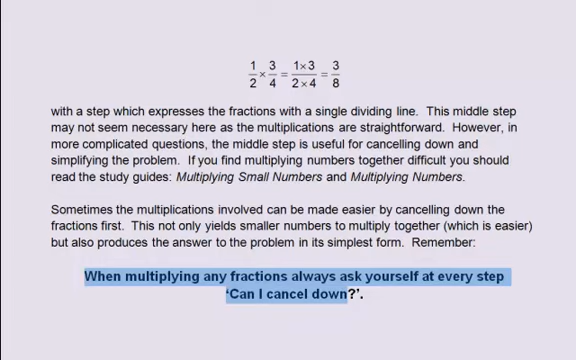 1/2 × 3/4 = 1×3/2×4 = 3/8
with a step which expresses the fractions with a single dividing line. This middle step
may not seem necessary here as the multiplications are straightforward. However, in
more complicated questions, the middle step is useful for cancelling down and
simplifying the problem. If you find multiplying numbers together difficult you should
read the study guides: Multiplying Small Numbers and Multiplying Numbers.
Sometimes the multiplications involved can be made easier by cancelling down the
fractions first. This not only yields smaller numbers to multiply together (which is easier)
but also produces the answer to the problem in its simplest form. Remember:
When multiplying any fractions always ask yourself at every step
‘Can I cancel down?’.